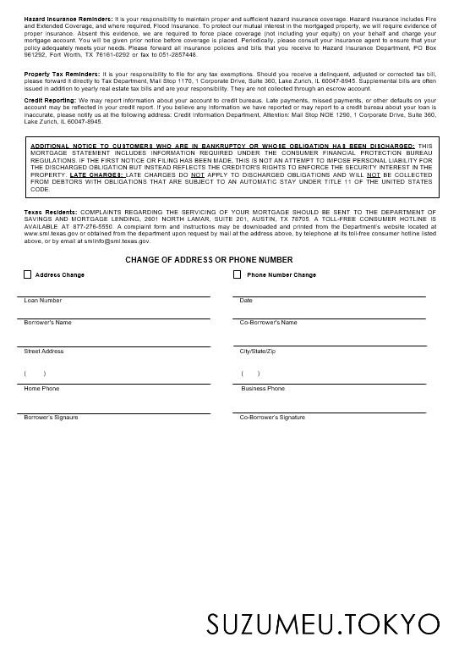 Hazard Insurance Reminders: It is your responsibility to maintain proper and sufficient hazard insurance coverage. Hazard insurance includes Fire
and Extended Coverage, and where required, Flood Insurance. To protect our mutual interest in the mortgaged property, we will require evidence of
proper insurance. Absent this evidence, we are required to force place coverage (not including your equity) on your behalf and charge your
mortgage account. You will be given prior notice before coverage is placed. Periodically, please consult your insurance agent to ensure that your
policy adequately meets your needs. Please forward all insurance policies and bills that you receive to Hazard Insurance Department, PO Box
961292, Fort Worth, TX 76161-0292 or fax to 051-2857446.
Property Tax Reminders: It is your responsibility to file for any tax exemptions. Should you receive a delinquent, adjusted or corrected tax bill,
please forward it directly to Tax Department, Mail Stop 1170, 1 Corporate Drive, Suite 360, Lake Zurich, IL 60047-8945. Supplemental bills are often
issued in addition to yearly real estate tax bills and are your responsibility. They are not collected through an escrow account.
Credit Reporting: We may report information about your account to credit bureaus. Late payments, missed payments, or other defaults on your
account may be reflected in your credit report. If you believe any information we have reported or may report to a credit bureau about your loan is
inaccurate, please notify us at the following address: Credit Information Department, Attention: Mail Stop NOE 1290, 1 Corporate Drive, Suite 360,
Lake Zurich, IL 60047-8945.
ADDITIONAL NOTICE TO CUSTOMERS WHO ARE IN BANKRUPTCY OR WHOSE OBLIGATION HAS BEEN DISCHARGED: THIS
MORTGAGE STATEMENT INCLUDES INFORMATION REQUIRED UNDER THE CONSUMER FINANCIAL PROTECTION BUREAU
REGULATIONS. IF THE FIRST NOTICE OR FILING HAS BEEN MADE, THIS IS NOT AN ATTEMPT TO IMPOSE PERSONAL LIABILITY FOR
THE DISCHARGED OBLIGATION BUT INSTEAD REFLECTS THE CREDITOR'S RIGHTS TO ENFORCE THE SECURITY INTEREST IN THE
PROPERTY. LATE CHARGES: LATE CHARGES DO NOT APPLY TO DISCHARGED OBLIGATIONS AND WILL NOT BE COLLECTED
FROM DEBTORS WITH OBLIGATIONS THAT ARE SUBJECT TO AN AUTOMATIC STAY UNDER TITLE 11 OF THE UNITED STATES
CODE.
Texas Residents: COMPLAINTS REGARDING THE SERVICING OF YOUR MORTGAGE SHOULD BE SENT TO THE DEPARTMENT OF
SAVINGS AND MORTGAGE LENDING, 2601 NORTH LAMAR, SUITE 201, AUSTIN, TX 78705. A TOLL-FREE CONSUMER HOTLINE IS
AVAILABLE AT 877-276-5550. A complaint form and instructions may be downloaded and printed from the Department's website located at
www.sml.texas.gov or obtained from the department upon request by mail at the address above, by telephone at its toll-free consumer hotline listed
above, or by email at smlinfo@sml.texas.gov.
CHANGE OF ADDRESS OR PHONE NUMBER
Address Change Phone Number Change
Loan Number Date
Borrower's Name Co-Borrower's Name
Street Address City/State/Zip
( ) ( )
Home Phone Business Phone
Borrower's Signaure Co-Borrower's Signature
SUZUMEU.TOKYO